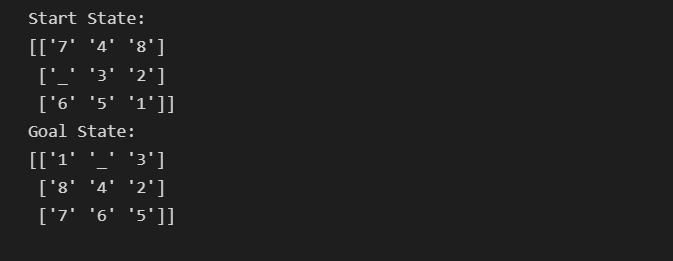 Start State:
[['7' '4' '8']
 ['_' '3' '2']
 ['6' '5' '1']]
Goal State:
[['1' '_' '3']
 ['8' '4' '2']
 ['7' '6' '5']]